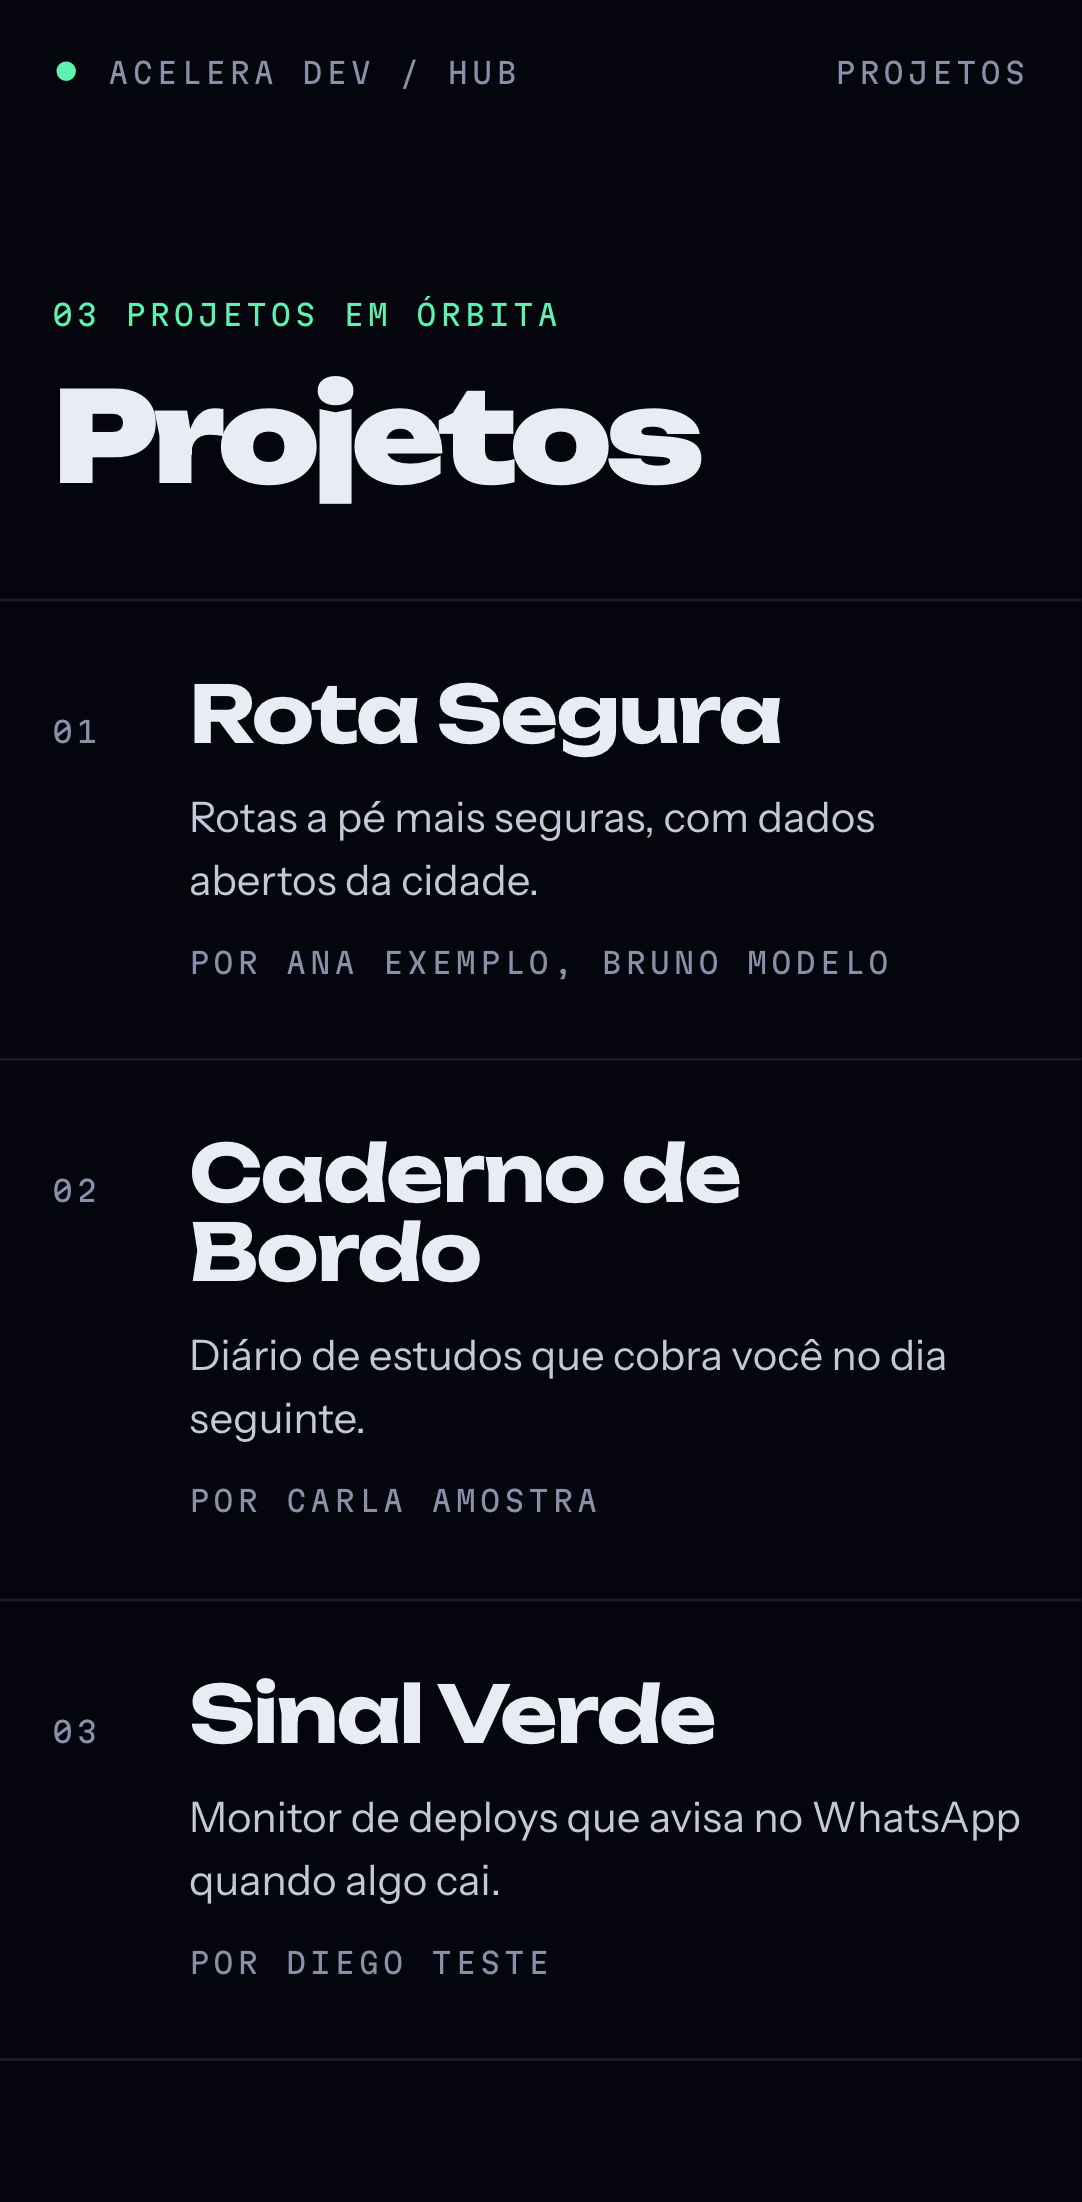 ACELERA DEV / HUB
PROJETOS
03 PROJETOS EM ÓRBITA
Projetos
01
Rota Segura
Rotas a pé mais seguras, com dados
abertos da cidade.
POR ANA EXEMPLO, BRUNO MODELO
02
Caderno de
Bordo
Diário de estudos que cobra você no dia
seguinte.
POR CARLA AMOSTRA
03
Sinal Verde
Monitor de deploys que avisa no WhatsApp
quando algo cai.
POR DIEGO TESTE